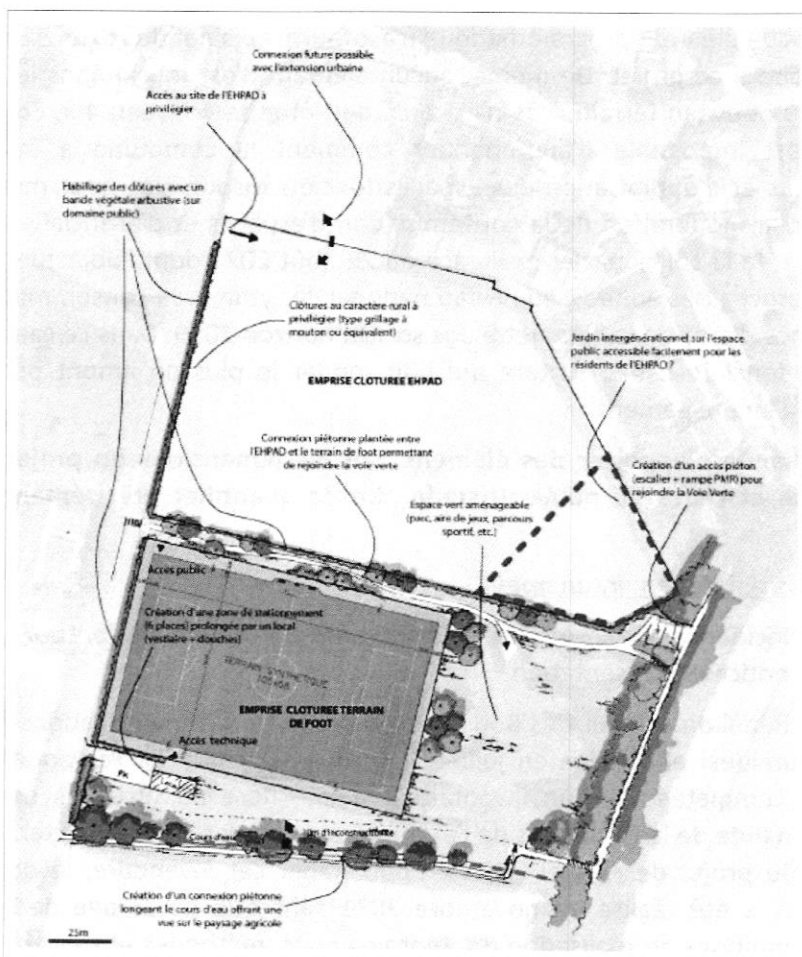 Connexion future possible
avec l'extension urbaine
Accès au site de l'EHPAD à
privilégier
Habillage des clôtures avec un
bande végétale arbustive (sur
domaine public)
Clôtures au caractère rural à
privilégier (type grillage à
mouton ou équivalent)
Jardin intergénérationnel sur l'espace
public accessible facilement pour les
résidents de l'EHPAD ?
EMPRISE CLOTUREE EHPAD
Connexion piétonne plantée entre
l'EHPAD et le terrain de foot permettant
de rejoindre la voie verte
Création d'un accès piéton
(escalier + rampe PMR) pour
rejoindre la Voie Verte
Espace vert aménageable
(parc, aire de jeux, parcours
sportif, etc.)
Accès public
Création d'une zone de stationnement
(6 places) prolongée par un local
(vestiaire + douches)
TERRAIN SYNTHETIQUE
EMPRISE CLOTUREE TERRAIN
DE FOOT
Accès technique
PK
Cours d'eau
d'inconstructibilité
Création d'un connexion piétonne
longeant le cours d'eau offrant une
vue sur le paysage agricole
25m